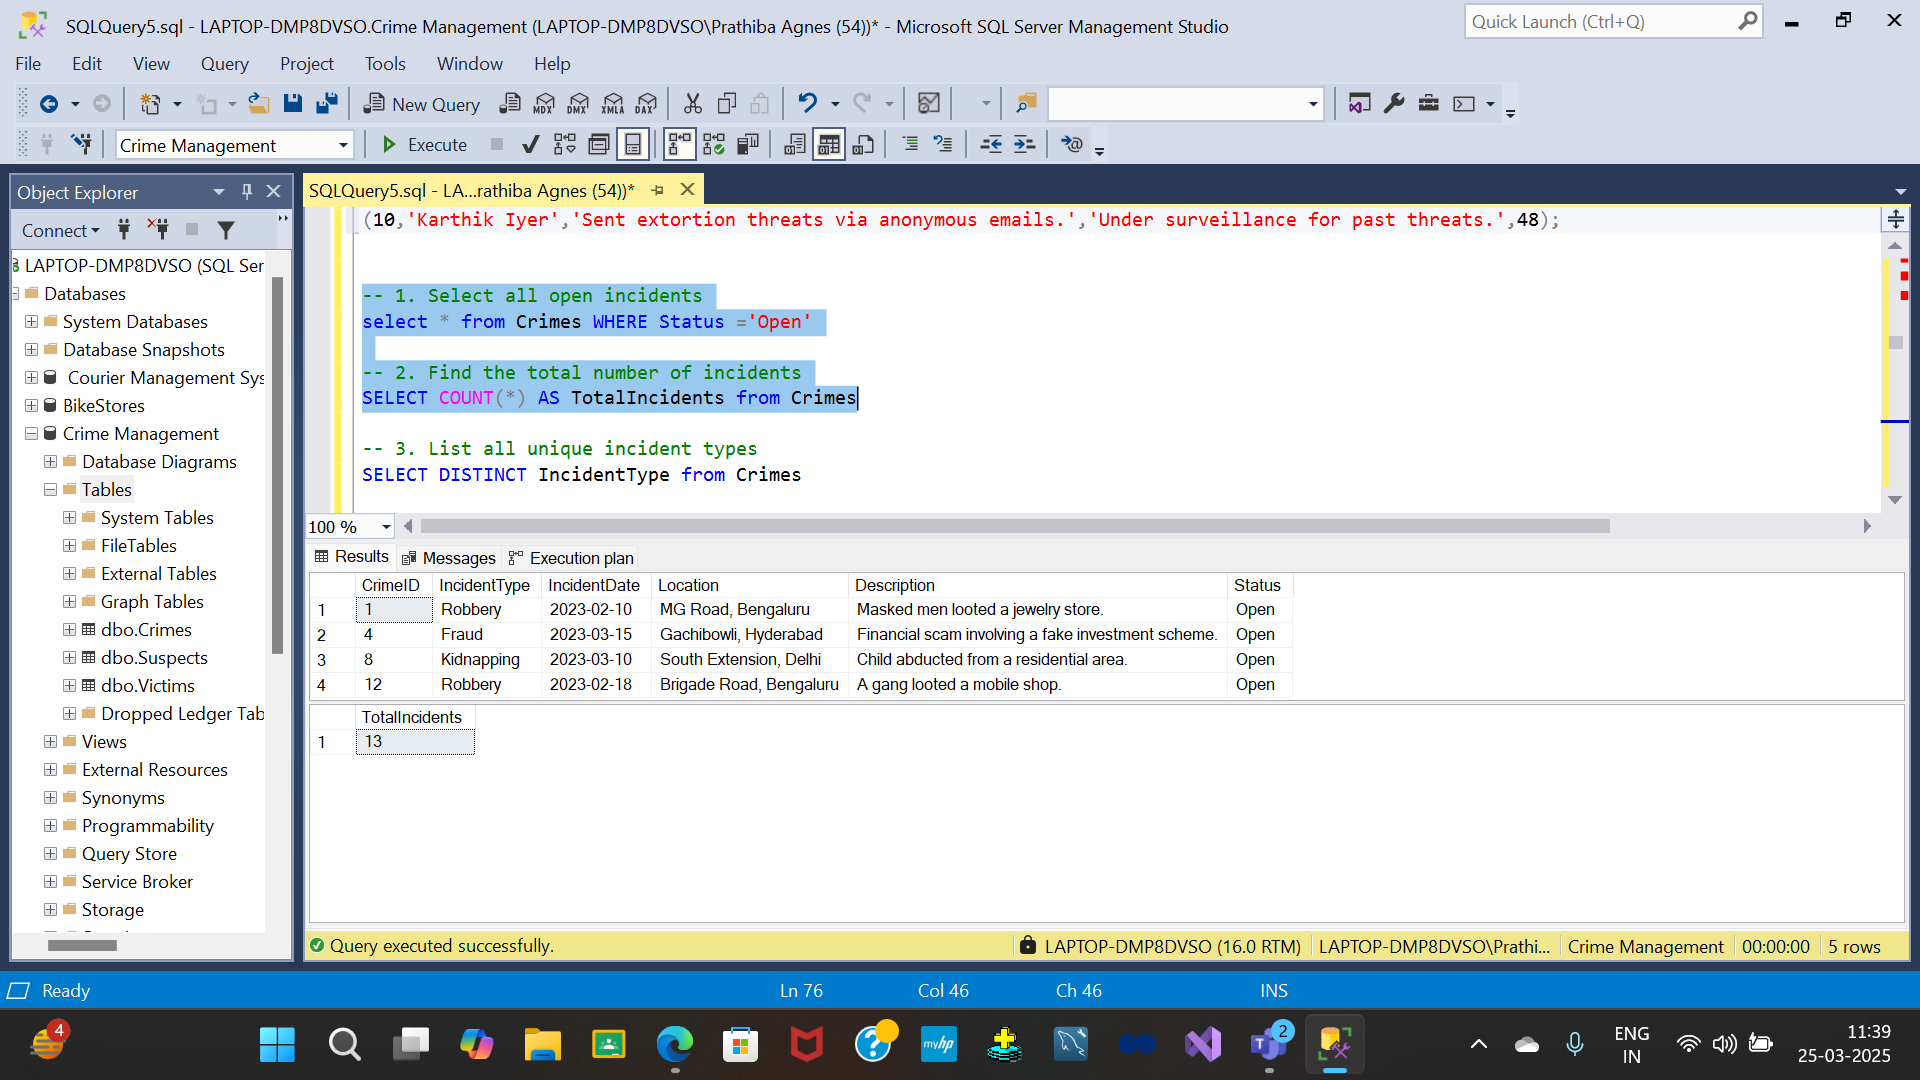 SQLQuery5.sql - LAPTOP-DMP8DVSO.Crime Management (LAPTOP-DMP8DVSO\Prathiba Agnes (54))* - Microsoft SQL Server Management Studio
Quick Launch (Ctrl+Q)
File Edit View Query Project Tools Window Help
New Query MDX DMX XMLA DAX
Crime Management Execute
Object Explorer
Connect
LAPTOP-DMP8DVSO (SQL Ser
Databases
System Databases
Database Snapshots
Courier Management Sys
BikeStores
Crime Management
Database Diagrams
Tables
System Tables
FileTables
External Tables
Graph Tables
dbo.Crimes
dbo.Suspects
dbo.Victims
Dropped Ledger Tab
Views
External Resources
Synonyms
Programmability
Query Store
Service Broker
Storage
SQLQuery5.sql - LA...rathiba Agnes (54))*
(10,'Karthik Iyer','Sent extortion threats via anonymous emails.','Under surveillance for past threats.',48);
-- 1. Select all open incidents
select * from Crimes WHERE Status ='Open'
-- 2. Find the total number of incidents
SELECT COUNT(*) AS TotalIncidents from Crimes
-- 3. List all unique incident types
SELECT DISTINCT IncidentType from Crimes
100 %
Results Messages Execution plan
CrimeID IncidentType IncidentDate Location Description Status
1 1 Robbery 2023-02-10 MG Road, Bengaluru Masked men looted a jewelry store. Open
2 4 Fraud 2023-03-15 Gachibowli, Hyderabad Financial scam involving a fake investment scheme. Open
3 8 Kidnapping 2023-03-10 South Extension, Delhi Child abducted from a residential area. Open
4 12 Robbery 2023-02-18 Brigade Road, Bengaluru A gang looted a mobile shop. Open
TotalIncidents
1 13
Query executed successfully. LAPTOP-DMP8DVSO (16.0 RTM) LAPTOP-DMP8DVSO\Prathi... Crime Management 00:00:00 5 rows
Ready Ln 76 Col 46 Ch 46 INS
4 myhp 2 ENG IN 11:39 25-03-2025